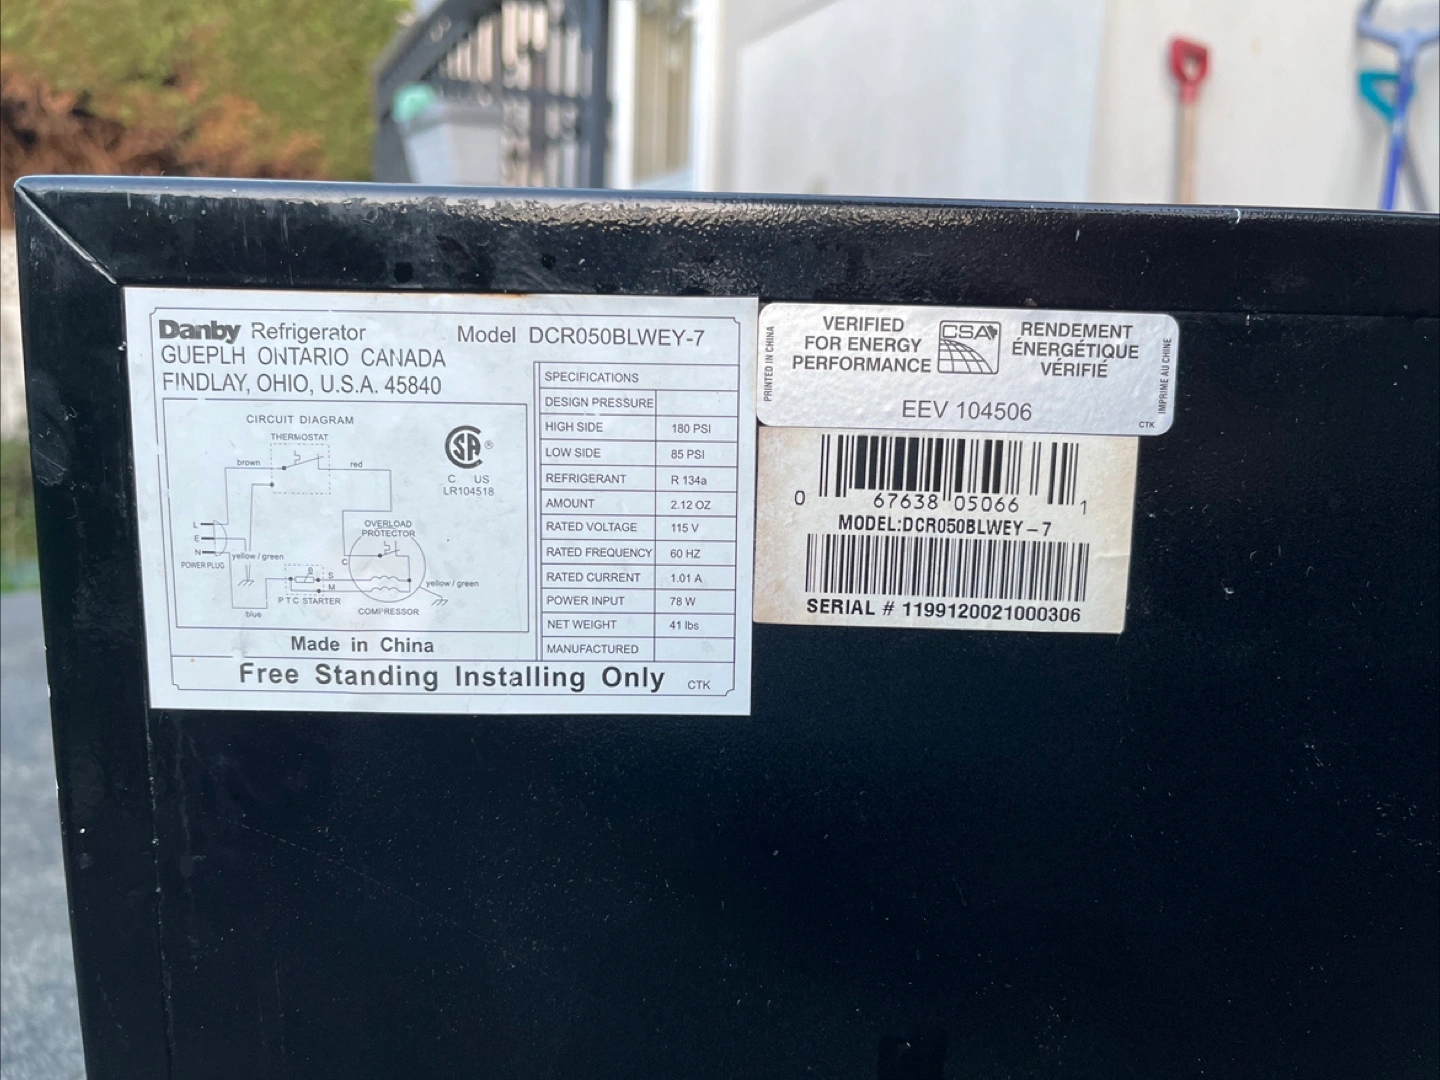 Danby Refrigerator
Model DCR050BLWEY-7
GUEPLH ONTARIO CANADA
FINDLAY, OHIO, U.S.A. 45840
CIRCUIT DIAGRAM
THERMOSTAT
brown
red
L
E
N
POWER PLUG
yellow / green
OVERLOAD
PROTECTOR
C
S
M
P T C STARTER
blue
yellow / green
COMPRESSOR
SA ®
C US
LR104518
SPECIFICATIONS
DESIGN PRESSURE
HIGH SIDE 180 PSI
LOW SIDE 85 PSI
REFRIGERANT R 134a
AMOUNT 2.12 OZ
RATED VOLTAGE 115 V
RATED FREQUENCY 60 HZ
RATED CURRENT 1.01 A
POWER INPUT 78 W
NET WEIGHT 41 lbs
MANUFACTURED
Made in China
Free Standing Installing Only CTK
PRINTED IN CHINA
VERIFIED
FOR ENERGY
PERFORMANCE
CSA
RENDEMENT
ÉNERGÉTIQUE
VÉRIFIÉ
IMPRIME AU CHINE
EEV 104506
CTK
0 67638 05066 1
MODEL:DCR050BLWEY-7
SERIAL # 1199120021000306